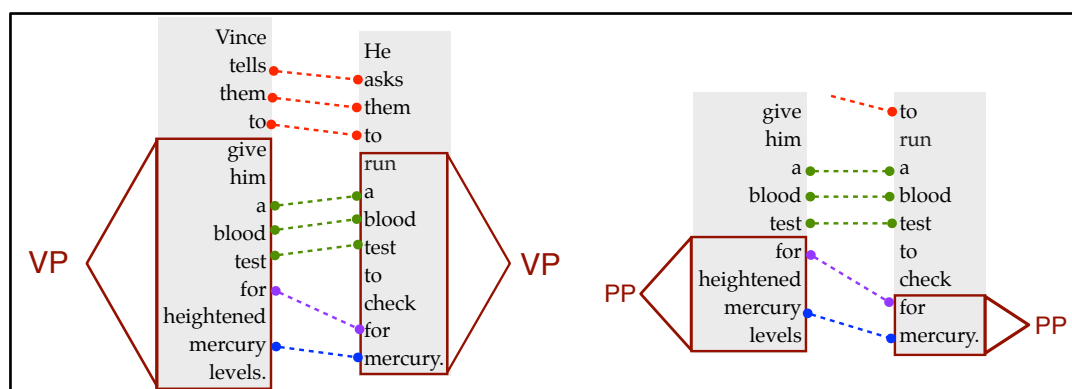 Vince
tells
them
to
give
him
a
blood
test
for
heightened
mercury
levels.
VP
He
asks
them
to
run
a
blood
test
to
check
for
mercury.
VP
give
him
a
blood
test
for
heightened
mercury
levels
PP
to
run
a
blood
test
to
check
for
mercury.
PP